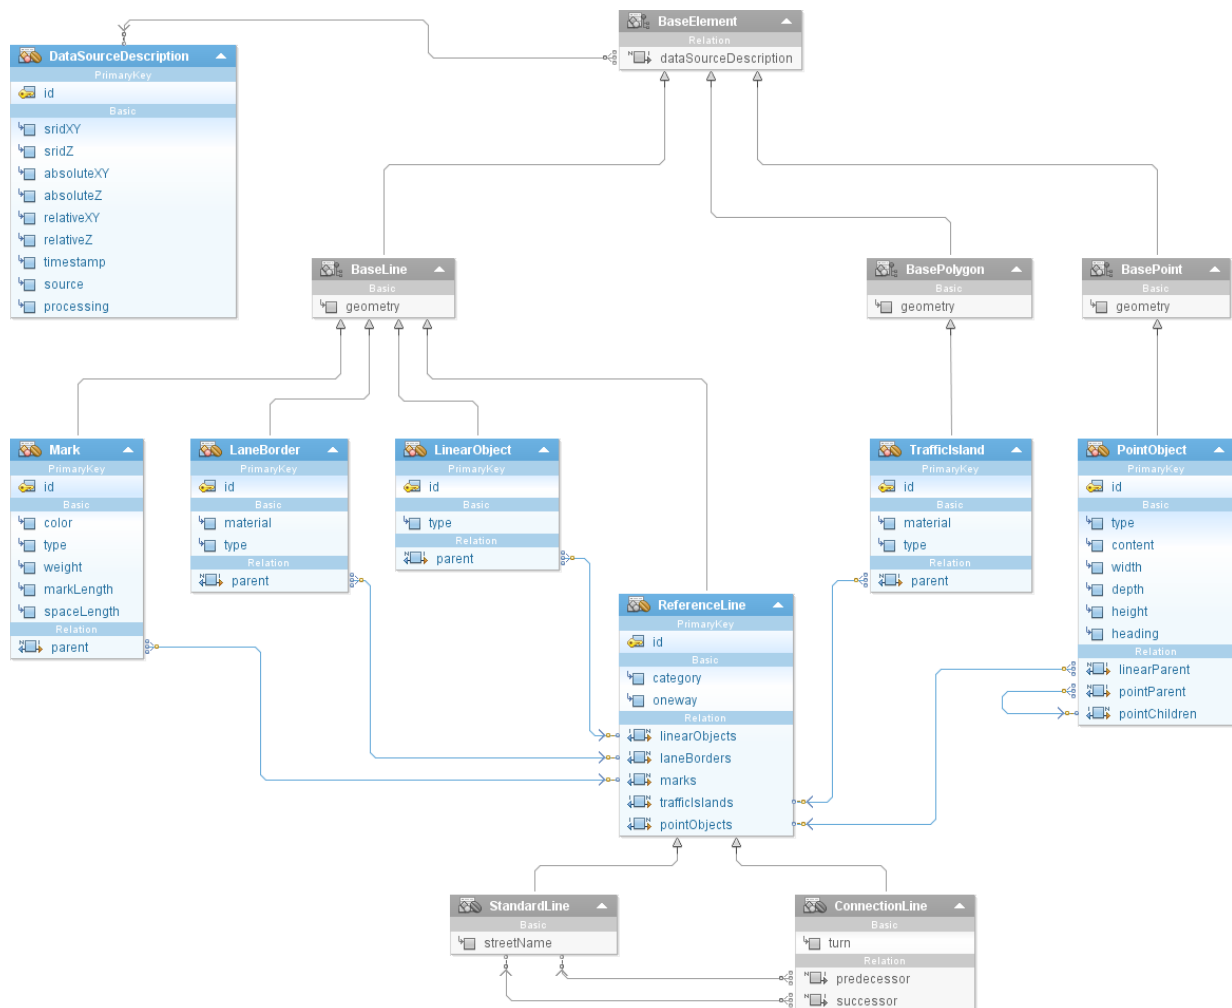 BaseElement
Relation
dataSourceDescription
DataSourceDescription
PrimaryKey
id
Basic
sridXY
sridZ
absoluteXY
absoluteZ
relativeXY
relativeZ
timestamp
source
processing
BaseLine
Basic
geometry
BasePolygon
Basic
geometry
BasePoint
Basic
geometry
Mark
PrimaryKey
id
Basic
color
type
weight
markLength
spaceLength
Relation
parent
LaneBorder
PrimaryKey
id
Basic
material
type
Relation
parent
LinearObject
PrimaryKey
id
Basic
type
Relation
parent
ReferenceLine
PrimaryKey
id
Basic
category
oneway
Relation
linearObjects
laneBorders
marks
trafficIslands
pointObjects
TrafficIsland
PrimaryKey
id
Basic
material
type
Relation
parent
PointObject
PrimaryKey
id
Basic
type
content
width
depth
height
heading
Relation
linearParent
pointParent
pointChildren
StandardLine
Basic
streetName
ConnectionLine
Basic
turn
Relation
predecessor
successor